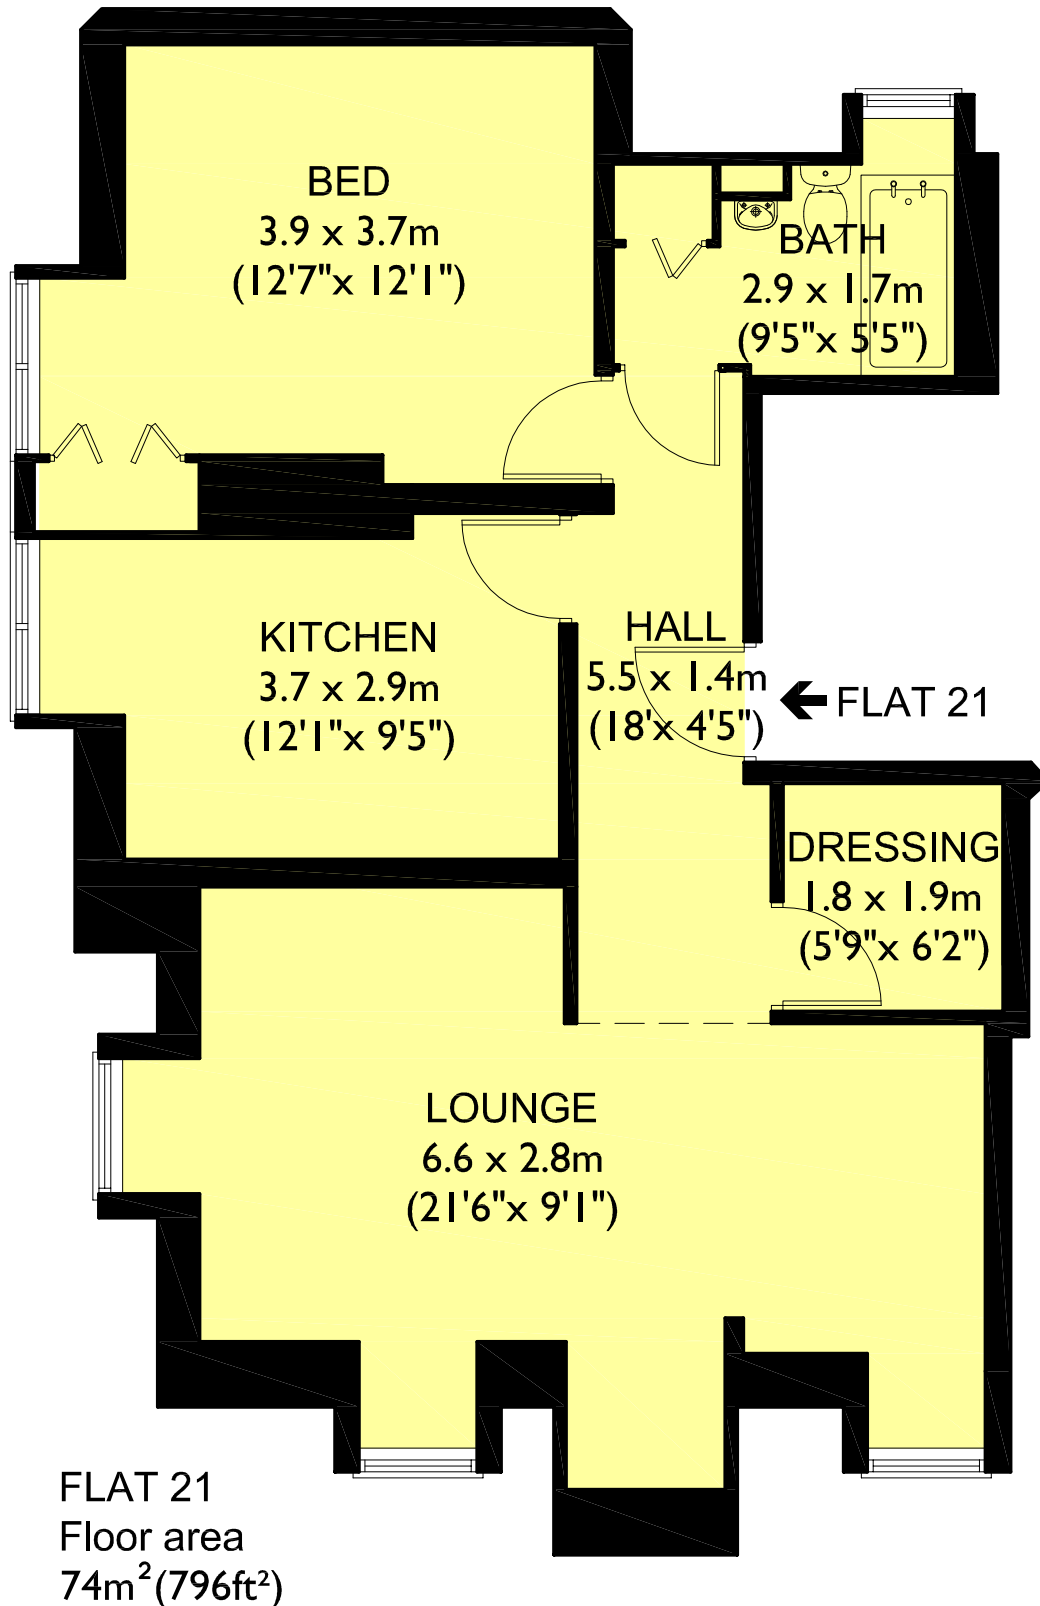 BED
3.9 x 3.7m
(12'7"x 12'1")
BATH
2.9 x 1.7m
(9'5"x 5'5")
KITCHEN
3.7 x 2.9m
(12'1"x 9'5")
HALL
5.5 x 1.4m
(18'x 4'5")
FLAT 21
DRESSING
1.8 x 1.9m
(5'9"x 6'2")
LOUNGE
6.6 x 2.8m
(21'6"x 9'1")
FLAT 21
Floor area
74m²(796ft²)